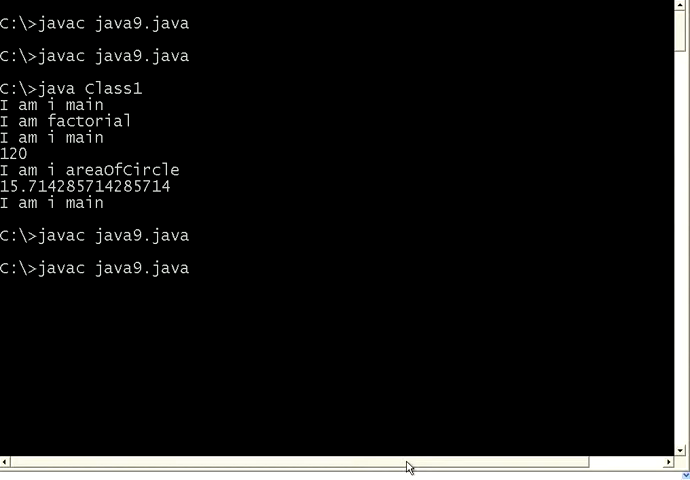 C:\>javac java9.java
C:\>javac java9.java
C:\>java Class1
I am i main
I am factorial
I am i main
120
I am i areaOfCircle
15.714285714285714
I am i main
C:\>javac java9.java
C:\>javac java9.java